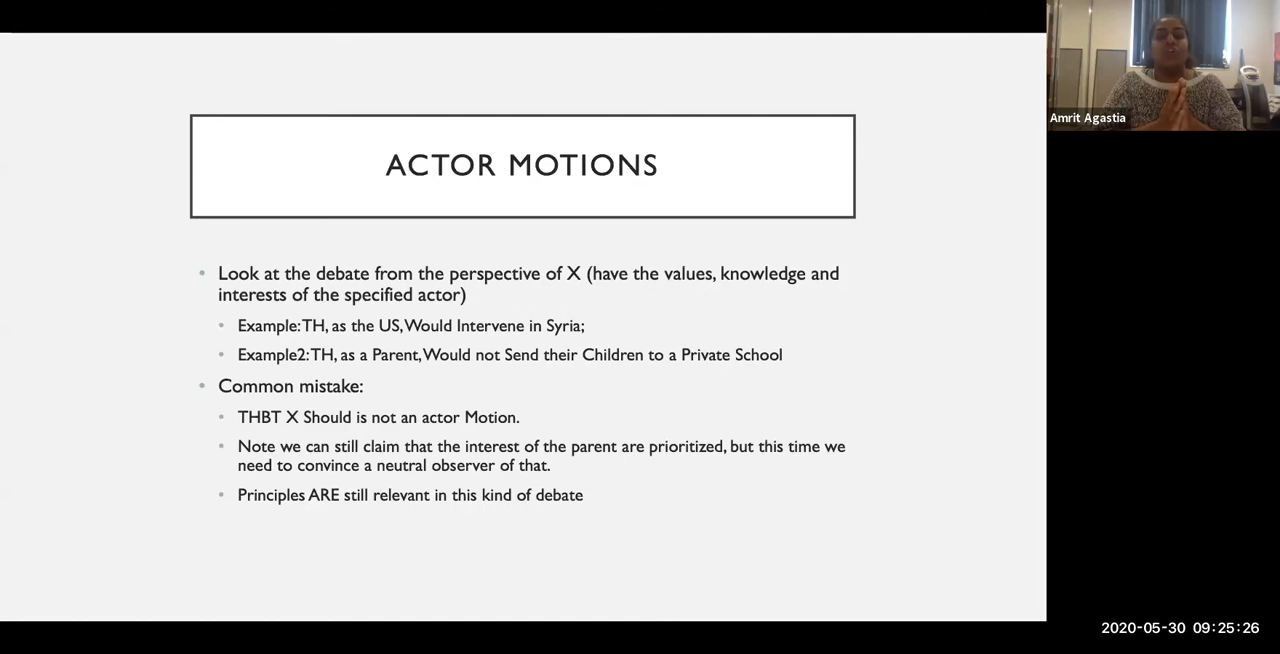 ACTOR MOTIONS
Look at the debate from the perspective of X (have the values, knowledge and
interests of the specified actor)
Example:TH, as the US,Would Intervene in Syria;
Example2:TH, as a Parent,Would not Send their Children to a Private School
Common mistake:
THBT X Should is not an actor Motion.
Note we can still claim that the interest of the parent are prioritized, but this time we
need to convince a neutral observer of that.
Principles ARE still relevant in this kind of debate
Amrit Agastia
2020-05-30 09:25:26